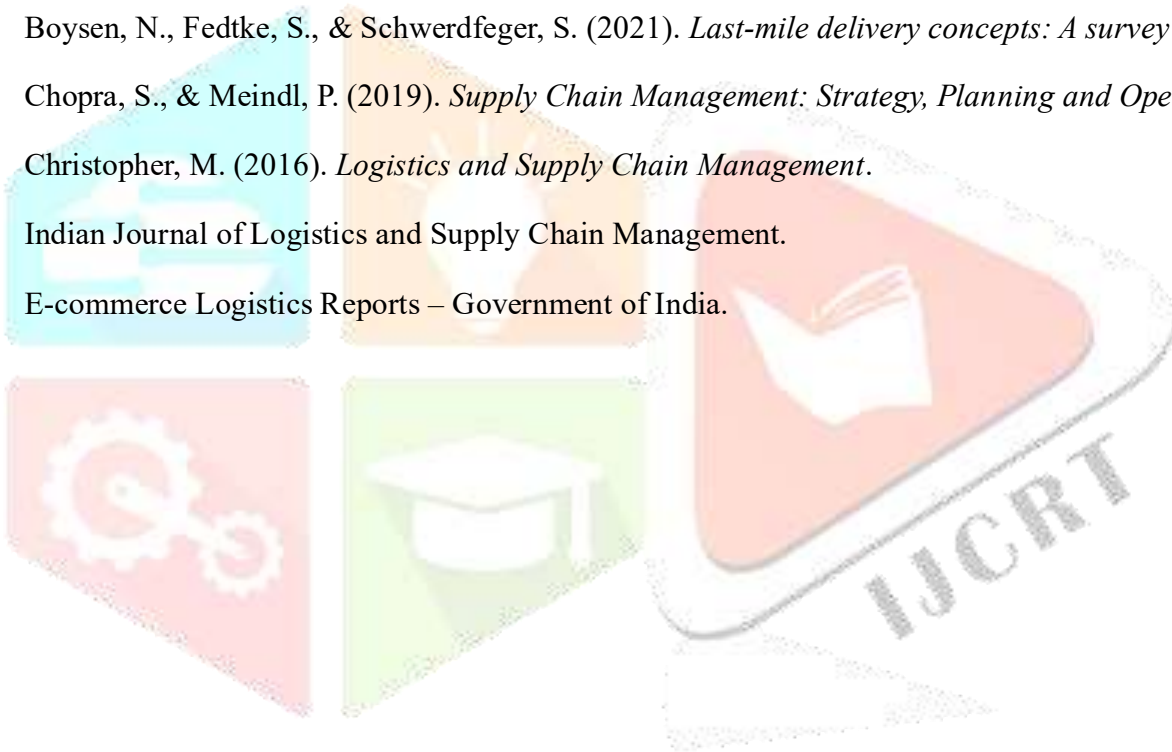 Boysen, N., Fedtke, S., & Schwerdfeger, S. (2021). Last-mile delivery concepts: A survey
Chopra, S., & Meindl, P. (2019). Supply Chain Management: Strategy, Planning and Ope
Christopher, M. (2016). Logistics and Supply Chain Management.
Indian Journal of Logistics and Supply Chain Management.
E-commerce Logistics Reports – Government of India.
IJCRT